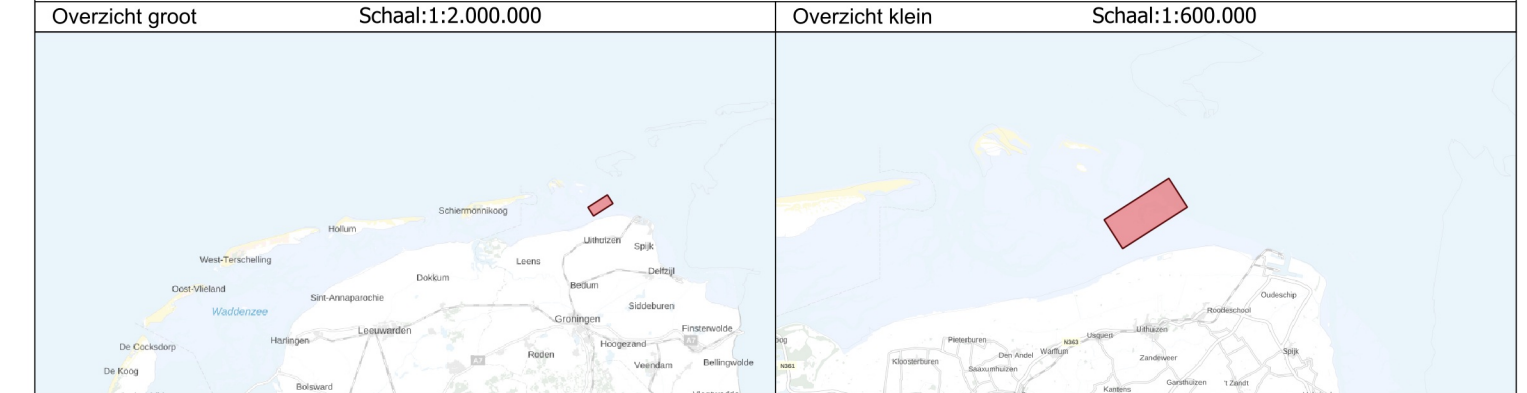 Overzicht groot
Schaal:1:2.000.000
Schiermonnikoog
Hollum
Uithuizen
Spijk
West-Terschelling
Leens
Delfzijl
Dokkum
Bedum
Oost-Vlieland
Sint-Annaparochie
Siddeburen
Waddenzee
Groningen
Leeuwarden
Finsterwolde
Harlingen
A7
Hoogezand
De Cocksdorp
Roden
A7
Veendam
Bellingwolde
De Koog
Bolsward
Overzicht klein
Schaal:1:600.000
Oudeschip
Roodeschool
Uithuizen
Usquert
Pieterburen
N363
Warffum
Den Andel
Zandeweer
Spijk
Kloosterburen
N361
Saaxumhuizen
Garsthuizen
't Zandt
Kantens